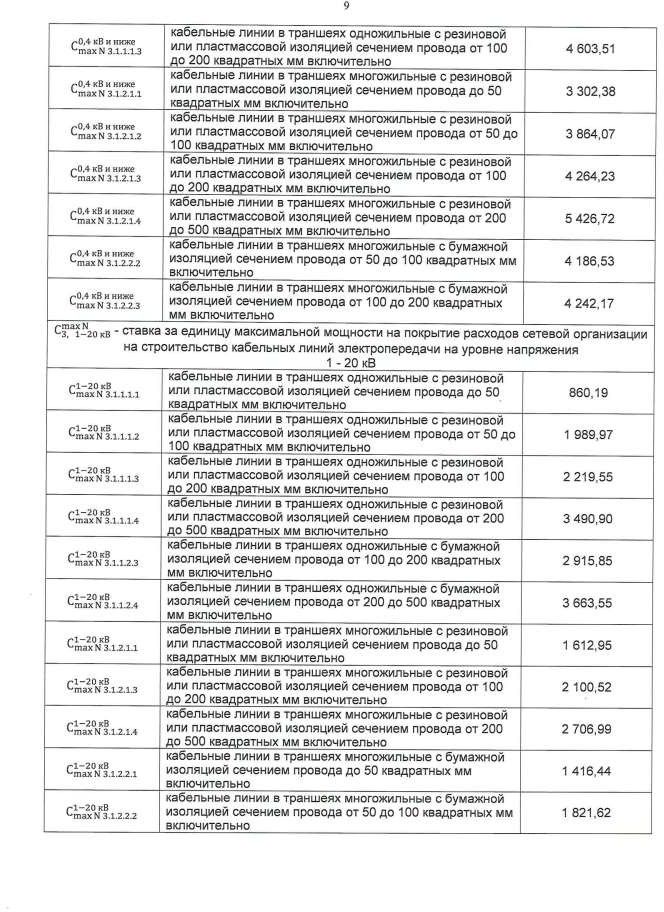 9
C 0,4 кВ и ниже max N 3.1.1.1.3
кабельные линии в траншеях одножильные с резиновой
или пластмассовой изоляцией сечением провода от 100
до 200 квадратных мм включительно
4 603,51
C 0,4 кВ и ниже max N 3.1.2.1.1
кабельные линии в траншеях многожильные с резиновой
или пластмассовой изоляцией сечением провода до 50
квадратных мм включительно
3 302,38
C 0,4 кВ и ниже max N 3.1.2.1.2
кабельные линии в траншеях многожильные с резиновой
или пластмассовой изоляцией сечением провода от 50 до
100 квадратных мм включительно
3 864,07
C 0,4 кВ и ниже max N 3.1.2.1.3
кабельные линии в траншеях многожильные с резиновой
или пластмассовой изоляцией сечением провода от 100
до 200 квадратных мм включительно
4 264,23
C 0,4 кВ и ниже max N 3.1.2.1.4
кабельные линии в траншеях многожильные с резиновой
или пластмассовой изоляцией сечением провода от 200
до 500 квадратных мм включительно
5 426,72
C 0,4 кВ и ниже max N 3.1.2.2.2
кабельные линии в траншеях многожильные с бумажной
изоляцией сечением провода от 50 до 100 квадратных мм
включительно
4 186,53
C 0,4 кВ и ниже max N 3.1.2.2.3
кабельные линии в траншеях многожильные с бумажной
изоляцией сечением провода от 100 до 200 квадратных
мм включительно
4 242,17
C max N 3, 1−20 кВ - ставка за единицу максимальной мощности на покрытие расходов сетевой организации
на строительство кабельных линий электропередачи на уровне напряжения
1 - 20 кВ
C 1−20 кВ max N 3.1.1.1.1
кабельные линии в траншеях одножильные с резиновой
или пластмассовой изоляцией сечением провода до 50
квадратных мм включительно
860,19
C 1−20 кВ max N 3.1.1.1.2
кабельные линии в траншеях одножильные с резиновой
или пластмассовой изоляцией сечением провода от 50 до
100 квадратных мм включительно
1 989,97
C 1−20 кВ max N 3.1.1.1.3
кабельные линии в траншеях одножильные с резиновой
или пластмассовой изоляцией сечением провода от 100
до 200 квадратных мм включительно
2 219,55
C 1−20 кВ max N 3.1.1.1.4
кабельные линии в траншеях одножильные с резиновой
или пластмассовой изоляцией сечением провода от 200
до 500 квадратных мм включительно
3 490,90
C 1−20 кВ max N 3.1.1.2.3
кабельные линии в траншеях одножильные с бумажной
изоляцией сечением провода от 100 до 200 квадратных
мм включительно
2 915,85
C 1−20 кВ max N 3.1.1.2.4
кабельные линии в траншеях одножильные с бумажной
изоляцией сечением провода от 200 до 500 квадратных
мм включительно
3 663,55
C 1−20 кВ max N 3.1.2.1.1
кабельные линии в траншеях многожильные с резиновой
или пластмассовой изоляцией сечением провода до 50
квадратных мм включительно
1 612,95
C 1−20 кВ max N 3.1.2.1.3
кабельные линии в траншеях многожильные с резиновой
или пластмассовой изоляцией сечением провода от 100
до 200 квадратных мм включительно
2 100,52
C 1−20 кВ max N 3.1.2.1.4
кабельные линии в траншеях многожильные с резиновой
или пластмассовой изоляцией сечением провода от 200
до 500 квадратных мм включительно
2 706,99
C 1−20 кВ max N 3.1.2.2.1
кабельные линии в траншеях многожильные с бумажной
изоляцией сечением провода до 50 квадратных мм
включительно
1 416,44
C 1−20 кВ max N 3.1.2.2.2
кабельные линии в траншеях многожильные с бумажной
изоляцией сечением провода от 50 до 100 квадратных мм
включительно
1 821,62